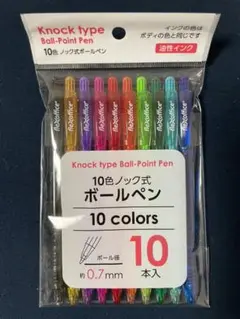 Knock type
Ball-Point Pen
10色 ノック式ボールペン
インクの色は
ボディの色と同じです
油性インク
Knock type Ball-Point Pen
10色ノック式
ボールペン
10 colors
ボール径
約0.7mm
10
本入